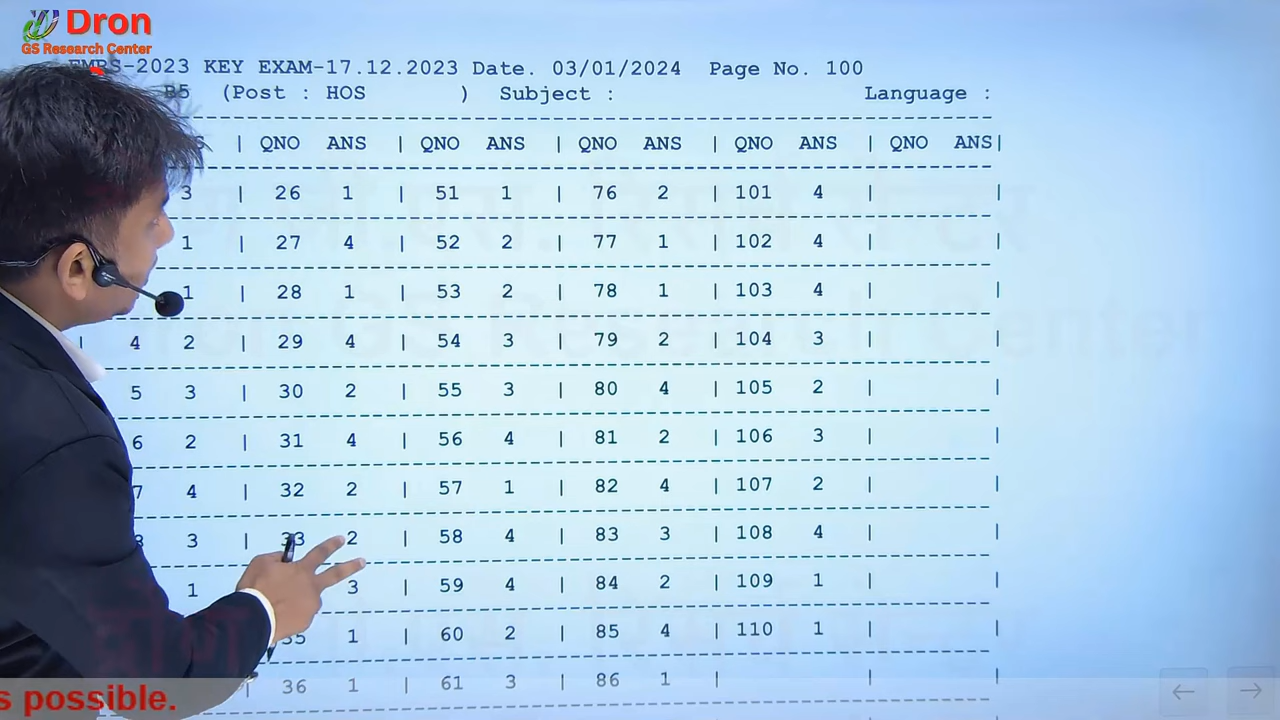 Dron
GS Research Center
EMRS-2023 KEY EXAM-17.12.2023 Date. 03/01/2024 Page No. 100
R5 (Post : HOS ) Subject : Language :
| QNO ANS | QNO ANS | QNO ANS | QNO ANS | QNO ANS|
3 | 26 1 | 51 1 | 76 2 | 101 4 | |
1 | 27 4 | 52 2 | 77 1 | 102 4 | |
1 | 28 1 | 53 2 | 78 1 | 103 4 | |
| 4 2 | 29 4 | 54 3 | 79 2 | 104 3 | |
5 3 | 30 2 | 55 3 | 80 4 | 105 2 | |
6 2 | 31 4 | 56 4 | 81 2 | 106 3 | |
7 4 | 32 2 | 57 1 | 82 4 | 107 2 | |
8 3 | 33 2 | 58 4 | 83 3 | 108 4 | |
1 3 | 59 4 | 84 2 | 109 1 | |
35 1 | 60 2 | 85 4 | 110 1 | |
36 1 | 61 3 | 86 1 | | |
s possible.